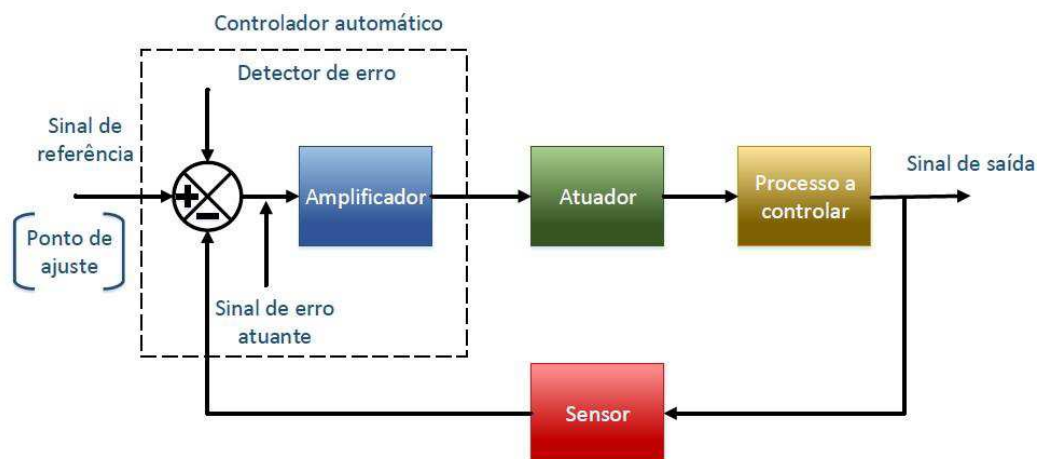 Controlador automático
Detector de erro
Sinal de
referência
+
−
Ponto de
ajuste
Sinal de erro
atuante
Amplificador
Atuador
Processo a
controlar
Sinal de saída
Sensor